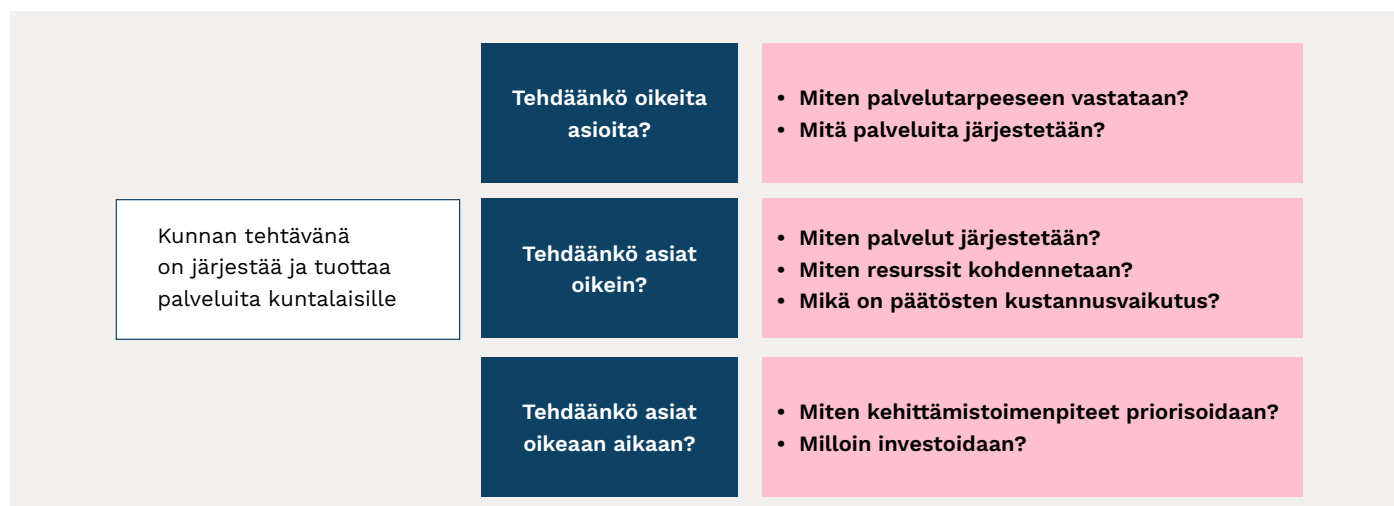 Kunnan tehtävänä
on järjestää ja tuottaa
palveluita kuntalaisille
Tehdäänkö oikeita
asioita?
• Miten palvelutarpeeseen vastataan?
• Mitä palveluita järjestetään?
Tehdäänkö asiat
oikein?
• Miten palvelut järjestetään?
• Miten resurssit kohdennetaan?
• Mikä on päätösten kustannusvaikutus?
Tehdäänkö asiat
oikeaan aikaan?
• Miten kehittämistoimenpiteet priorisoidaan?
• Milloin investoidaan?